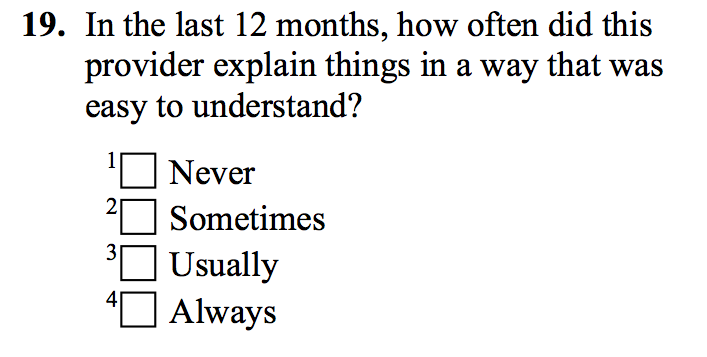 19. In the last 12 months, how often did this
provider explain things in a way that was
easy to understand?
1 Never
2 Sometimes
3 Usually
4 Always